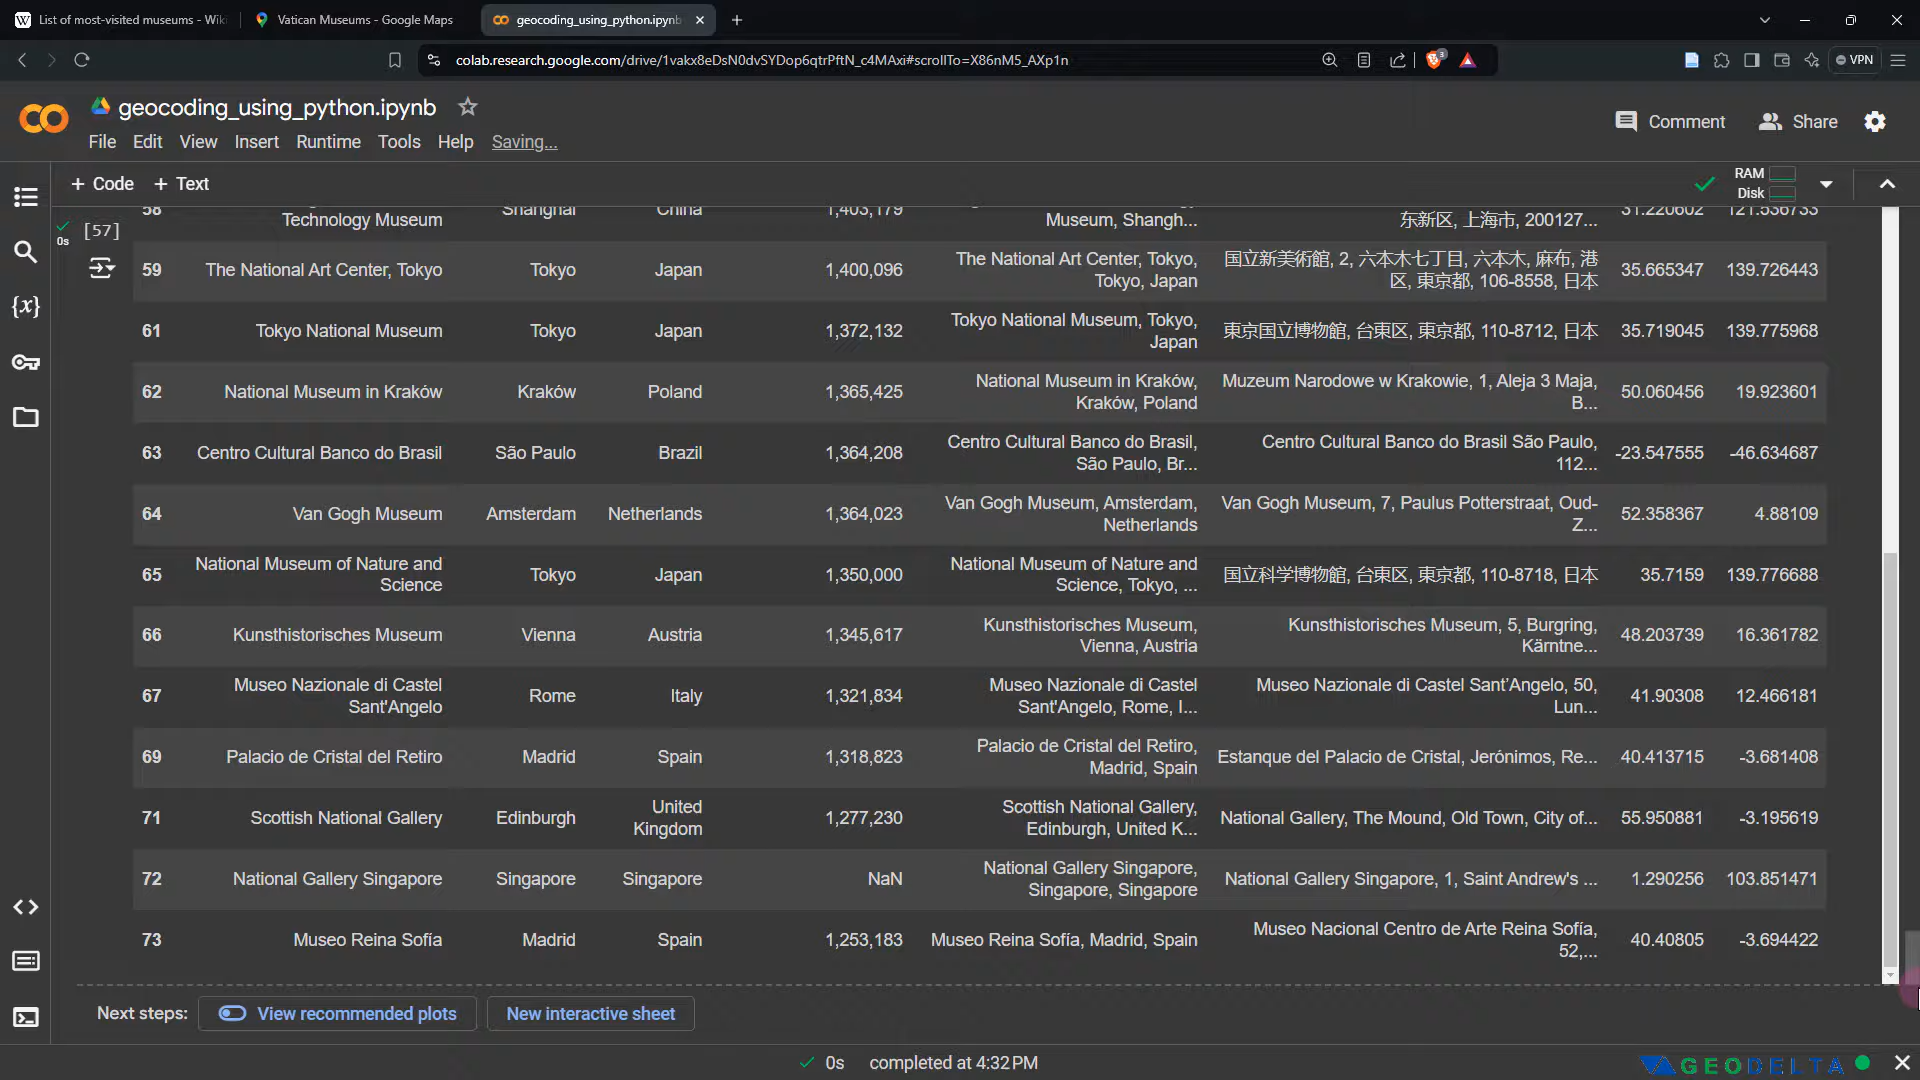 List of most-visited museums - Wiki
Vatican Museums - Google Maps
geocoding_using_python.ipynb
colab.research.google.com/drive/1vakx8eDsN0dvSYDop6qtrPftN_c4MAxi#scrollTo=X86nM5_AXp1n
3
VPN
geocoding_using_python.ipynb
Comment
Share
File Edit View Insert Runtime Tools Help Saving...
+ Code + Text
RAM
Disk
[57]
0s
58 Technology Museum Shanghai China 1,403,179 Museum, Shangh... 东新区, 上海市, 200127... 31.220602 121.536733
59 The National Art Center, Tokyo Tokyo Japan 1,400,096 The National Art Center, Tokyo, 国立新美術館, 2, 六本木七丁目, 六本木, 麻布, 港 35.665347 139.726443
Tokyo, Japan 区, 東京都, 106-8558, 日本
61 Tokyo National Museum Tokyo Japan 1,372,132 Tokyo National Museum, Tokyo, 東京国立博物館, 台東区, 東京都, 110-8712, 日本 35.719045 139.775968
Japan
62 National Museum in Kraków Kraków Poland 1,365,425 National Museum in Kraków, Muzeum Narodowe w Krakowie, 1, Aleja 3 Maja, 50.060456 19.923601
Kraków, Poland B...
63 Centro Cultural Banco do Brasil São Paulo Brazil 1,364,208 Centro Cultural Banco do Brasil, Centro Cultural Banco do Brasil São Paulo, -23.547555 -46.634687
São Paulo, Br... 112...
64 Van Gogh Museum Amsterdam Netherlands 1,364,023 Van Gogh Museum, Amsterdam, Van Gogh Museum, 7, Paulus Potterstraat, Oud- 52.358367 4.88109
Netherlands Z...
65 National Museum of Nature and Tokyo Japan 1,350,000 National Museum of Nature and 国立科学博物館, 台東区, 東京都, 110-8718, 日本 35.7159 139.776688
Science Science, Tokyo, ...
66 Kunsthistorisches Museum Vienna Austria 1,345,617 Kunsthistorisches Museum, Kunsthistorisches Museum, 5, Burgring, 48.203739 16.361782
Vienna, Austria Kärntne...
67 Museo Nazionale di Castel Rome Italy 1,321,834 Museo Nazionale di Castel Museo Nazionale di Castel Sant’Angelo, 50, 41.90308 12.466181
Sant'Angelo Sant'Angelo, Rome, I... Lun...
69 Palacio de Cristal del Retiro Madrid Spain 1,318,823 Palacio de Cristal del Retiro, Estanque del Palacio de Cristal, Jerónimos, Re... 40.413715 -3.681408
Madrid, Spain
71 Scottish National Gallery Edinburgh United 1,277,230 Scottish National Gallery, National Gallery, The Mound, Old Town, City of... 55.950881 -3.195619
Kingdom Edinburgh, United K...
72 National Gallery Singapore Singapore Singapore NaN National Gallery Singapore, National Gallery Singapore, 1, Saint Andrew's ... 1.290256 103.851471
Singapore, Singapore
73 Museo Reina Sofía Madrid Spain 1,253,183 Museo Reina Sofía, Madrid, Spain Museo Nacional Centro de Arte Reina Sofía, 40.40805 -3.694422
52,...
Next steps: View recommended plots New interactive sheet
0s completed at 4:32 PM
GEODELTA